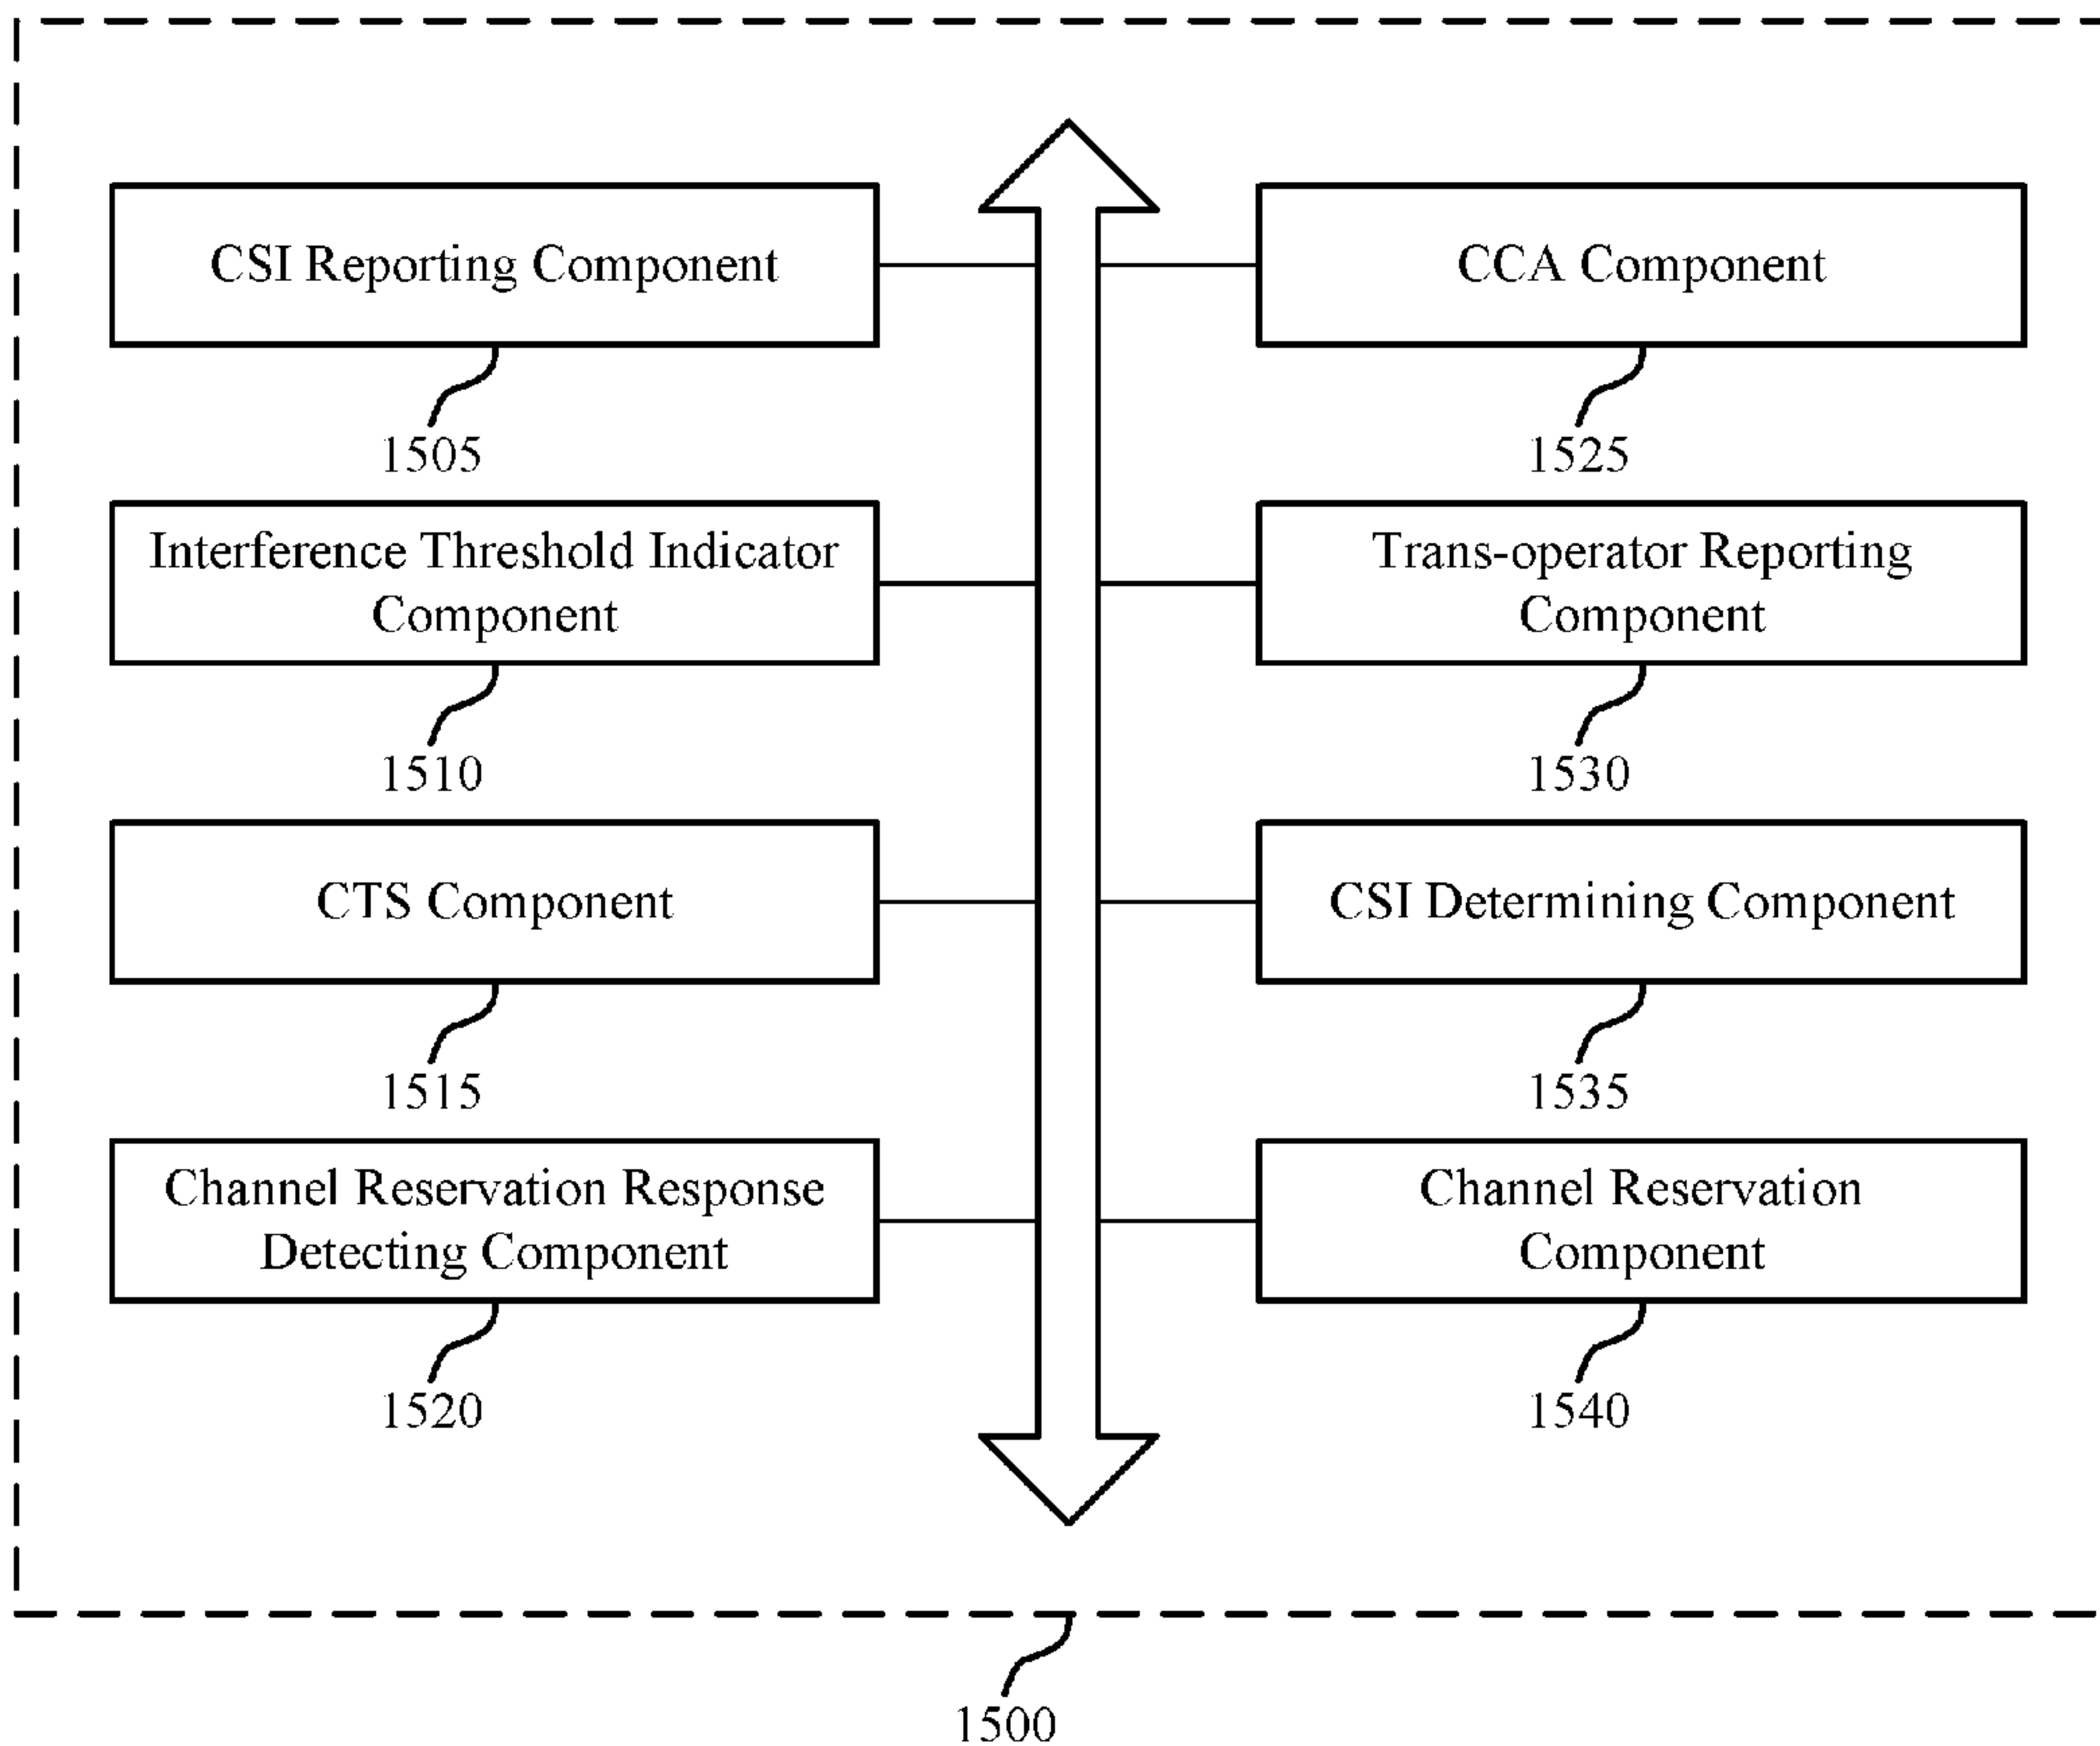 CSI Reporting Component
1505
Interference Threshold Indicator
Component
1510
CTS Component
1515
Channel Reservation Response
Detecting Component
1520
CCA Component
1525
Trans-operator Reporting
Component
1530
CSI Determining Component
1535
Channel Reservation
Component
1540
1500